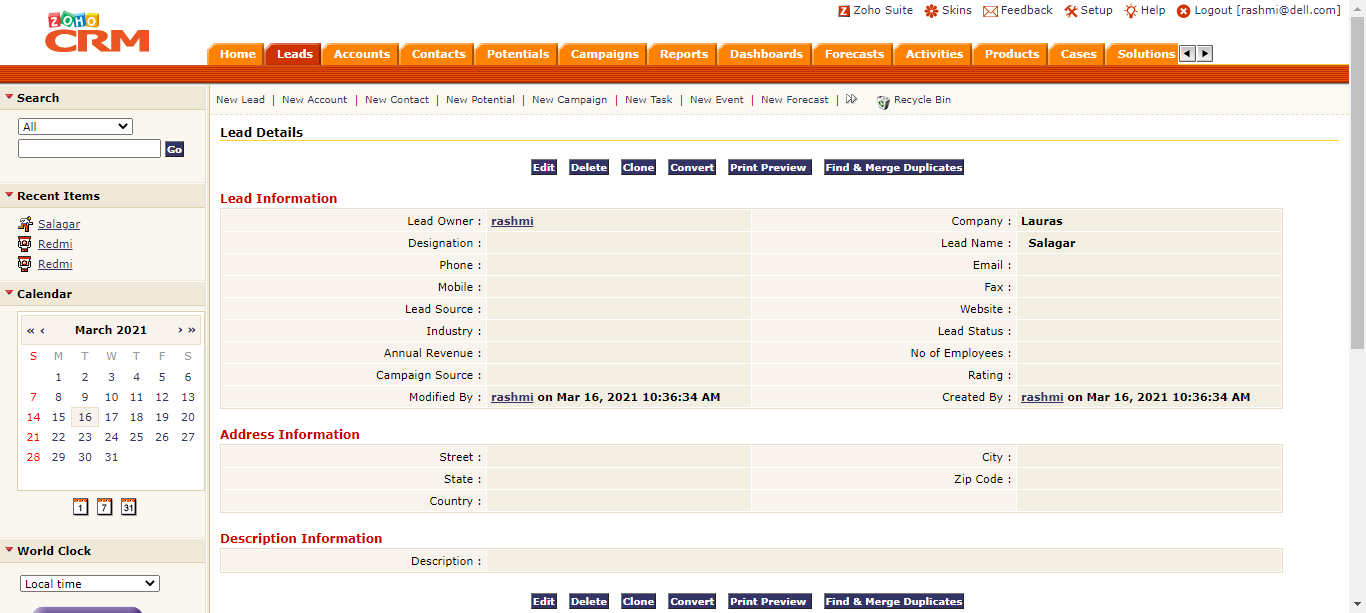 ZOHO
CRM
Zoho Suite Skins Feedback Setup Help Logout [rashmi@dell.com]
Home Leads Accounts Contacts Potentials Campaigns Reports Dashboards Forecasts Activities Products Cases Solutions
Search
All
Go
Recent Items
Salagar
Redmi
Redmi
Calendar
« ‹ March 2021 › »
S M T W T F S
1 2 3 4 5 6
7 8 9 10 11 12 13
14 15 16 17 18 19 20
21 22 23 24 25 26 27
28 29 30 31
1 7 31
World Clock
Local time
New Lead | New Account | New Contact | New Potential | New Campaign | New Task | New Event | New Forecast | Recycle Bin
Lead Details
Edit Delete Clone Convert Print Preview Find & Merge Duplicates
Lead Information
Lead Owner : rashmi Company : Lauras
Designation : Lead Name : Salagar
Phone : Email :
Mobile : Fax :
Lead Source : Website :
Industry : Lead Status :
Annual Revenue : No of Employees :
Campaign Source : Rating :
Modified By : rashmi on Mar 16, 2021 10:36:34 AM Created By : rashmi on Mar 16, 2021 10:36:34 AM
Address Information
Street : City :
State : Zip Code :
Country :
Description Information
Description :
Edit Delete Clone Convert Print Preview Find & Merge Duplicates